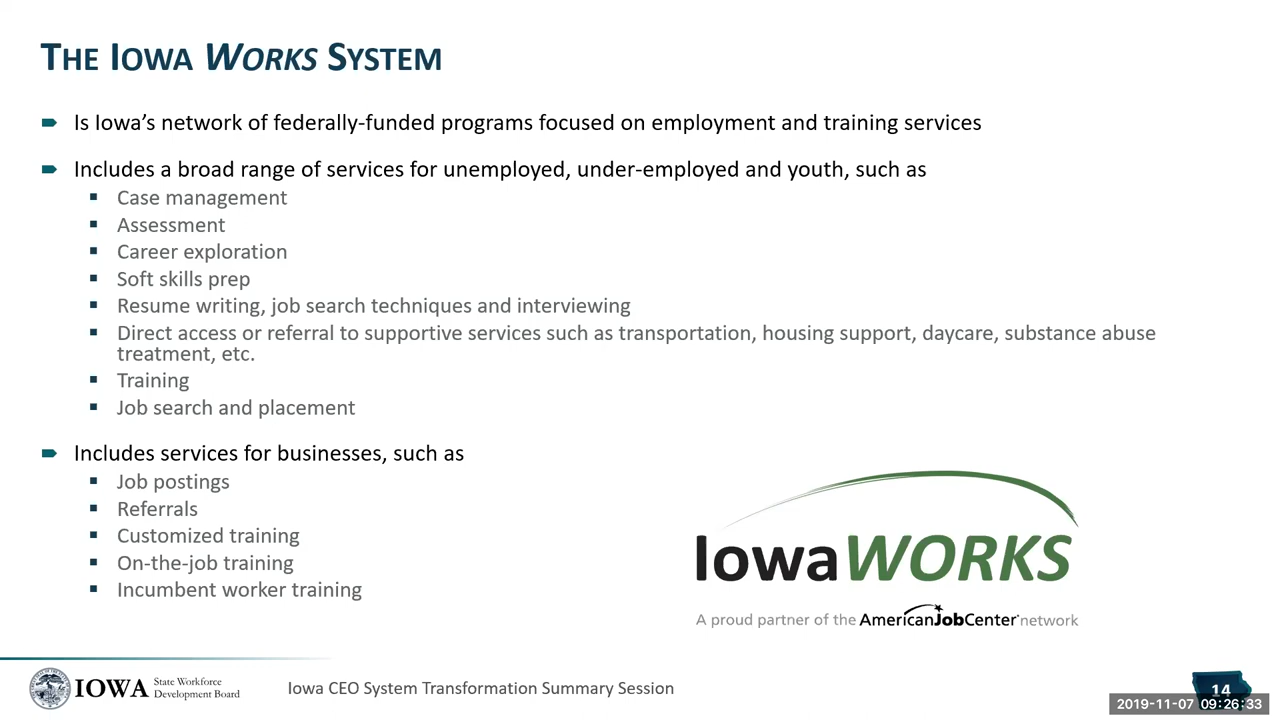 THE IOWA WORKS SYSTEM
Is Iowa's network of federally-funded programs focused on employment and training services
Includes a broad range of services for unemployed, under-employed and youth, such as
Case management
Assessment
Career exploration
Soft skills prep
Resume writing, job search techniques and interviewing
Direct access or referral to supportive services such as transportation, housing support, daycare, substance abuse
treatment, etc.
Training
Job search and placement
Includes services for businesses, such as
Job postings
Referrals
Customized training
On-the-job training
Incumbent worker training
IowaWORKS
A proud partner of the AmericanJobCenter network
IOWA State Workforce
Development Board
Iowa CEO System Transformation Summary Session
14
2019-11-07 09:26:33